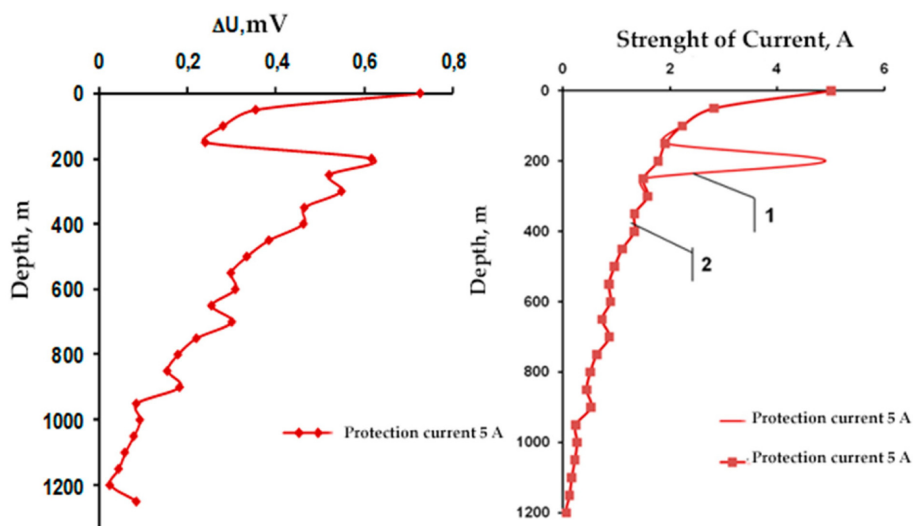 ΔU,mV
0 0,2 0,4 0,6 0,8
0
200
400
600
800
1000
1200
Depth, m
Protection current 5 A
Strenght of Current, A
0 2 4 6
0
200
400
600
800
1000
1200
Depth, m
1
2
Protection current 5 A
Protection current 5 A